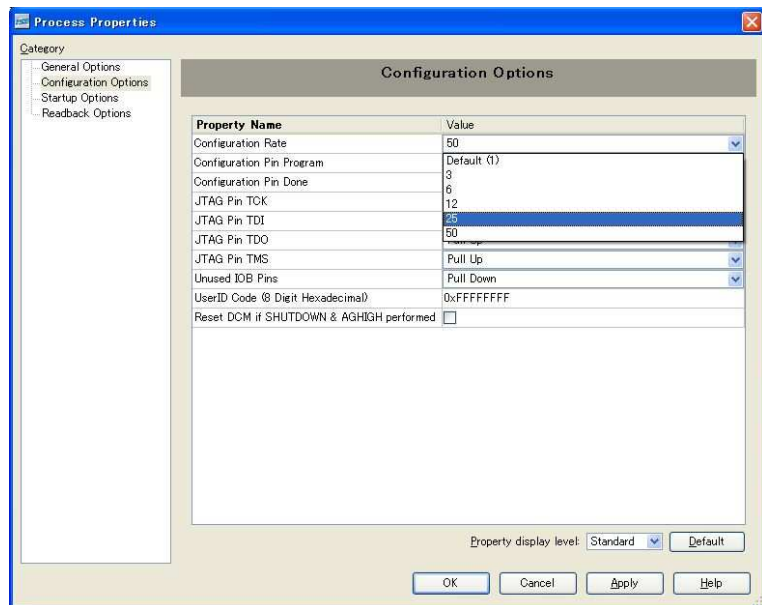 Process Properties
Category
General Options
Configuration Options
Startup Options
Readback Options
Configuration Options
Property Name Value
Configuration Rate 50
Configuration Pin Program Default (1)
3
Configuration Pin Done 6
JTAG Pin TCK 12
JTAG Pin TDI 25
JTAG Pin TDO 50
JTAG Pin TMS Pull Up
Unused IOB Pins Pull Down
UserID Code (8 Digit Hexadecimal) 0xFFFFFFFF
Reset DCM if SHUTDOWN & AGHIGH performed
Property display level: Standard Default
OK Cancel Apply Help